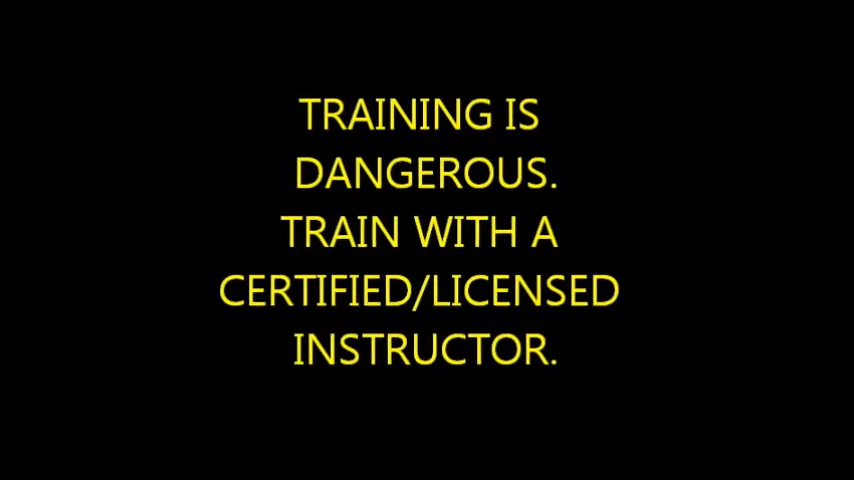 TRAINING IS
DANGEROUS.
TRAIN WITH A
CERTIFIED/LICENSED
INSTRUCTOR.